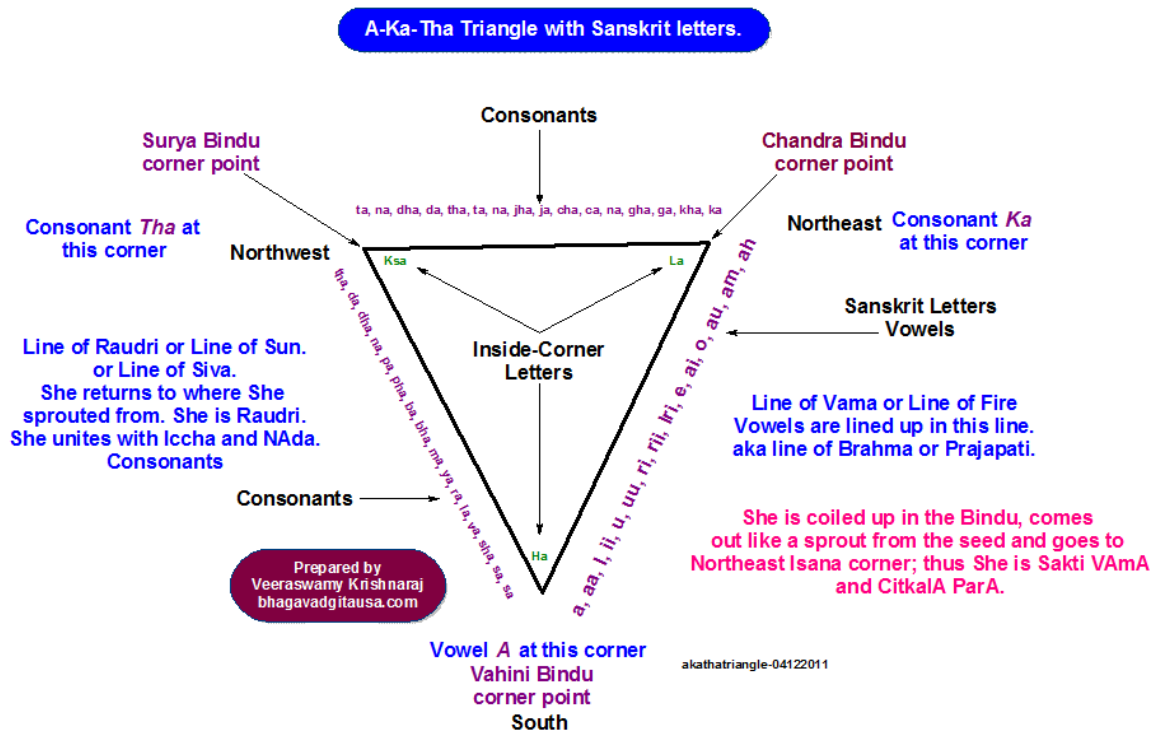 A-Ka-Tha Triangle with Sanskrit letters.
Consonants
Surya Bindu
corner point
Chandra Bindu
corner point
ta, na, dha, da, tha, ta, na, jha, ja, cha, ca, na, gha, ga, kha, ka
Consonant Tha at
this corner
Northwest
Northeast
Consonant Ka
at this corner
Ksa
La
tha, da, dha, na, pa, pha, ba, bha, ma, ya, ra, la, va, sha, sa, sa
a, aa, I, ii, u, uu, ri, rii, lri, e, ai, o, au, am, ah
Sanskrit Letters
Vowels
Inside-Corner
Letters
Line of Raudri or Line of Sun.
or Line of Siva.
She returns to where She
sprouted from. She is Raudri.
She unites with Iccha and NAda.
Consonants
Line of Vama or Line of Fire
Vowels are lined up in this line.
aka line of Brahma or Prajapati.
Consonants
She is coiled up in the Bindu, comes
out like a sprout from the seed and goes to
Northeast Isana corner; thus She is Sakti VAmA
and CitkalA ParA.
Ha
Prepared by
Veeraswamy Krishnaraj
bhagavadgitausa.com
Vowel A at this corner
Vahini Bindu
corner point
South
akathatriangle-04122011